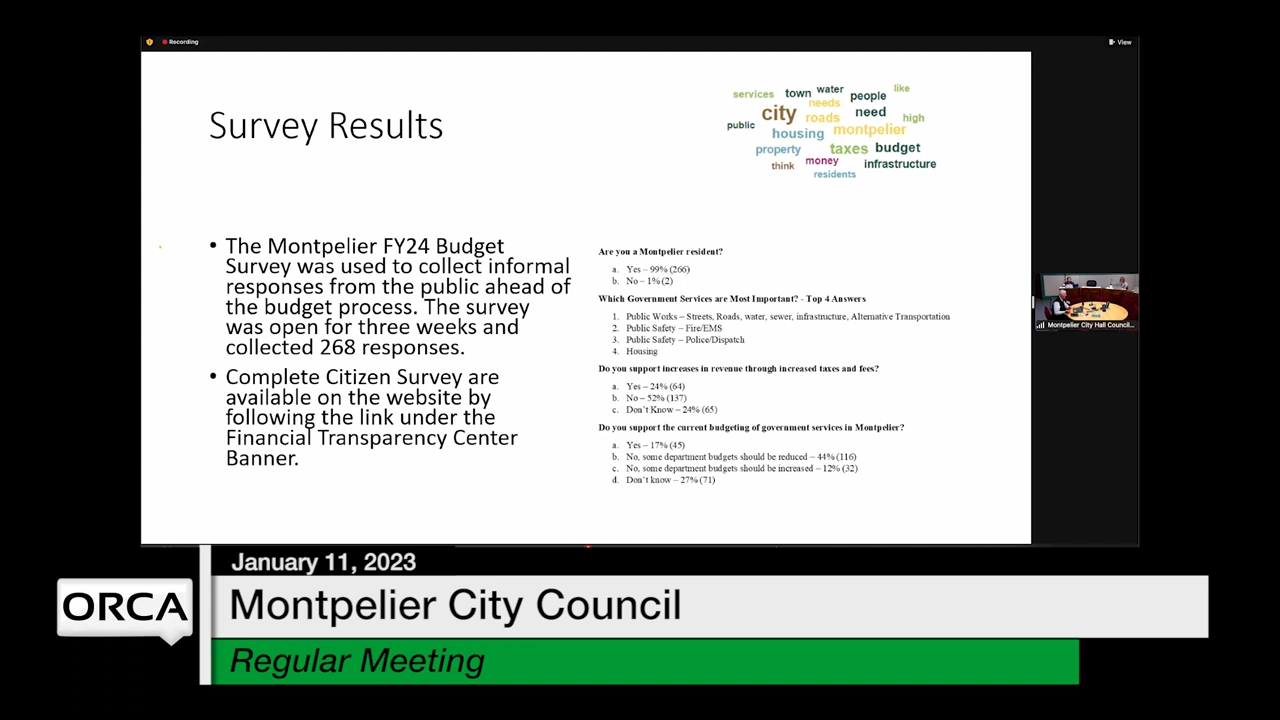 Recording
View
services town water people like
needs
city roads need high
public housing montpelier
property taxes budget
think money infrastructure
residents
Survey Results
• The Montpelier FY24 Budget
Survey was used to collect informal
responses from the public ahead of
the budget process. The survey
was open for three weeks and
collected 268 responses.
• Complete Citizen Survey are
available on the website by
following the link under the
Financial Transparency Center
Banner.
Are you a Montpelier resident?
a. Yes – 99% (266)
b. No – 1% (2)
Which Government Services are Most Important? - Top 4 Answers
1. Public Works – Streets, Roads, water, sewer, infrastructure, Alternative Transportation
2. Public Safety – Fire/EMS
3. Public Safety – Police/Dispatch
4. Housing
Do you support increases in revenue through increased taxes and fees?
a. Yes – 24% (64)
b. No – 52% (137)
c. Don't Know – 24% (65)
Do you support the current budgeting of government services in Montpelier?
a. Yes – 17% (45)
b. No, some department budgets should be reduced – 44% (116)
c. No, some department budgets should be increased – 12% (32)
d. Don't know – 27% (71)
Montpelier City Hall Council...
January 11, 2023
ORCA
Montpelier City Council
Regular Meeting